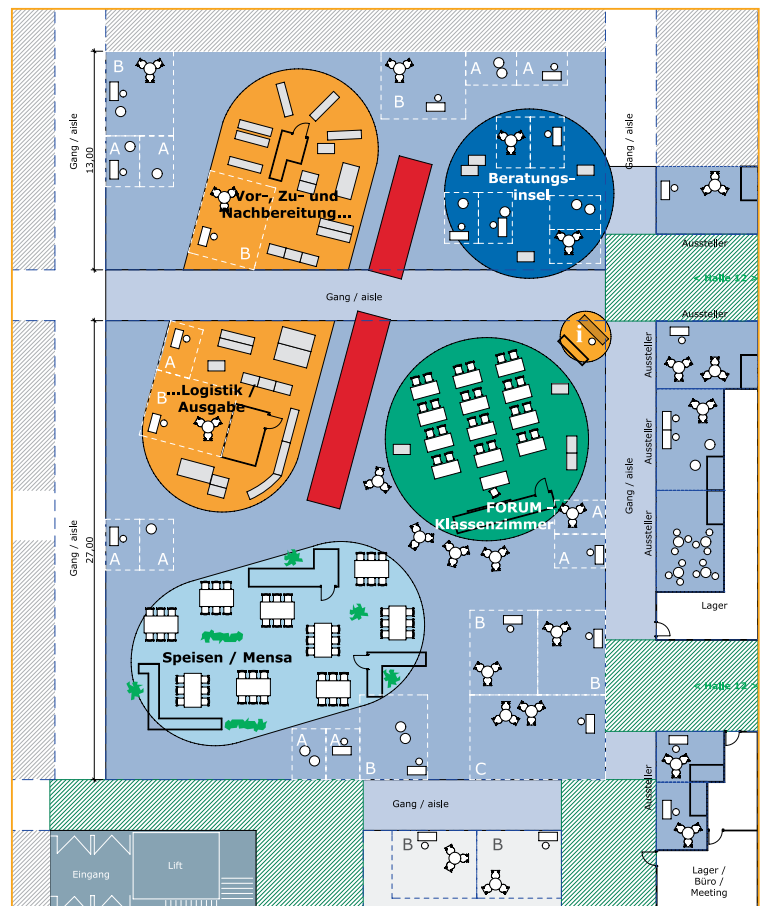 B
A
A
B
A
A
Gang / aisle
13.00
Gang / aisle
Vor–, Zu– und
Nachbereitung...
B
Beratungs–
insel
Aussteller
< Halle 12 >
Gang / aisle
Aussteller
i
A
B
...Logistik /
Ausgabe
Aussteller
Aussteller
Aussteller
Gang / aisle
FORUM –
Klassenzimmer
A
A
Gang / aisle
27.00
A
A
Lager
Speisen / Mensa
B
B
< Halle 12 >
A
A
B
C
Aussteller
Gang / aisle
B
B
Eingang
Lift
Lager /
Büro /
Meeting